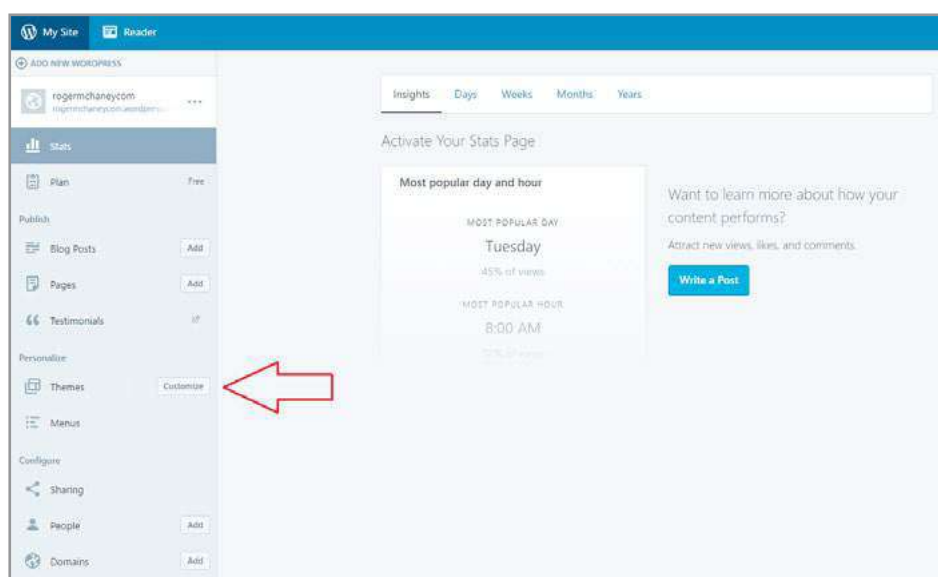 My Site Reader
ADD NEW WORDPRESS
rogermchaneycom
Stats
Plan Free
Publish
Blog Posts Add
Pages Add
Testimonials
Personalize
Themes Customize
Menus
Configure
Sharing
People Add
Domains Add
Insights Days Weeks Months Years
Activate Your Stats Page
Most popular day and hour
MOST POPULAR DAY
Tuesday
45% of views
MOST POPULAR HOUR
8:00 AM
Want to learn more about how your
content performs?
Attract new views, likes, and comments.
Write a Post